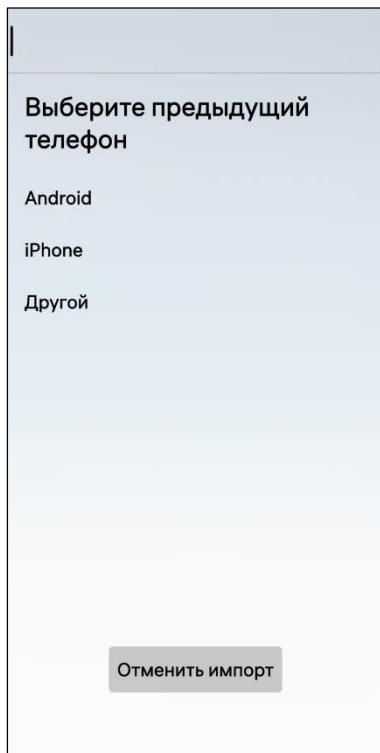 Выберите предыдущий
телефон
Android
iPhone
Другой
Отменить импорт